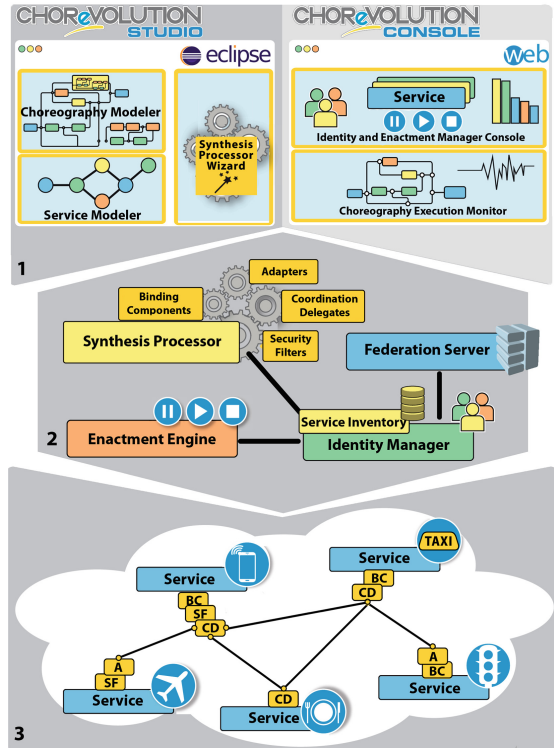 CHOReVOLUTION
STUDIO
CHOReVOLUTION
CONSOLE
eclipse
web
Choreography Modeler
Service Modeler
Synthesis
Processor
Wizard
Service
Identity and Enactment Manager Console
Choreography Execution Monitor
1
Adapters
Binding
Components
Coordination
Delegates
Security
Filters
Synthesis Processor
Federation Server
Service Inventory
Identity Manager
Enactment Engine
2
Service
BC
SF
CD
TAXI
Service
BC
CD
A
SF
Service
CD
Service
A
BC
Service
3